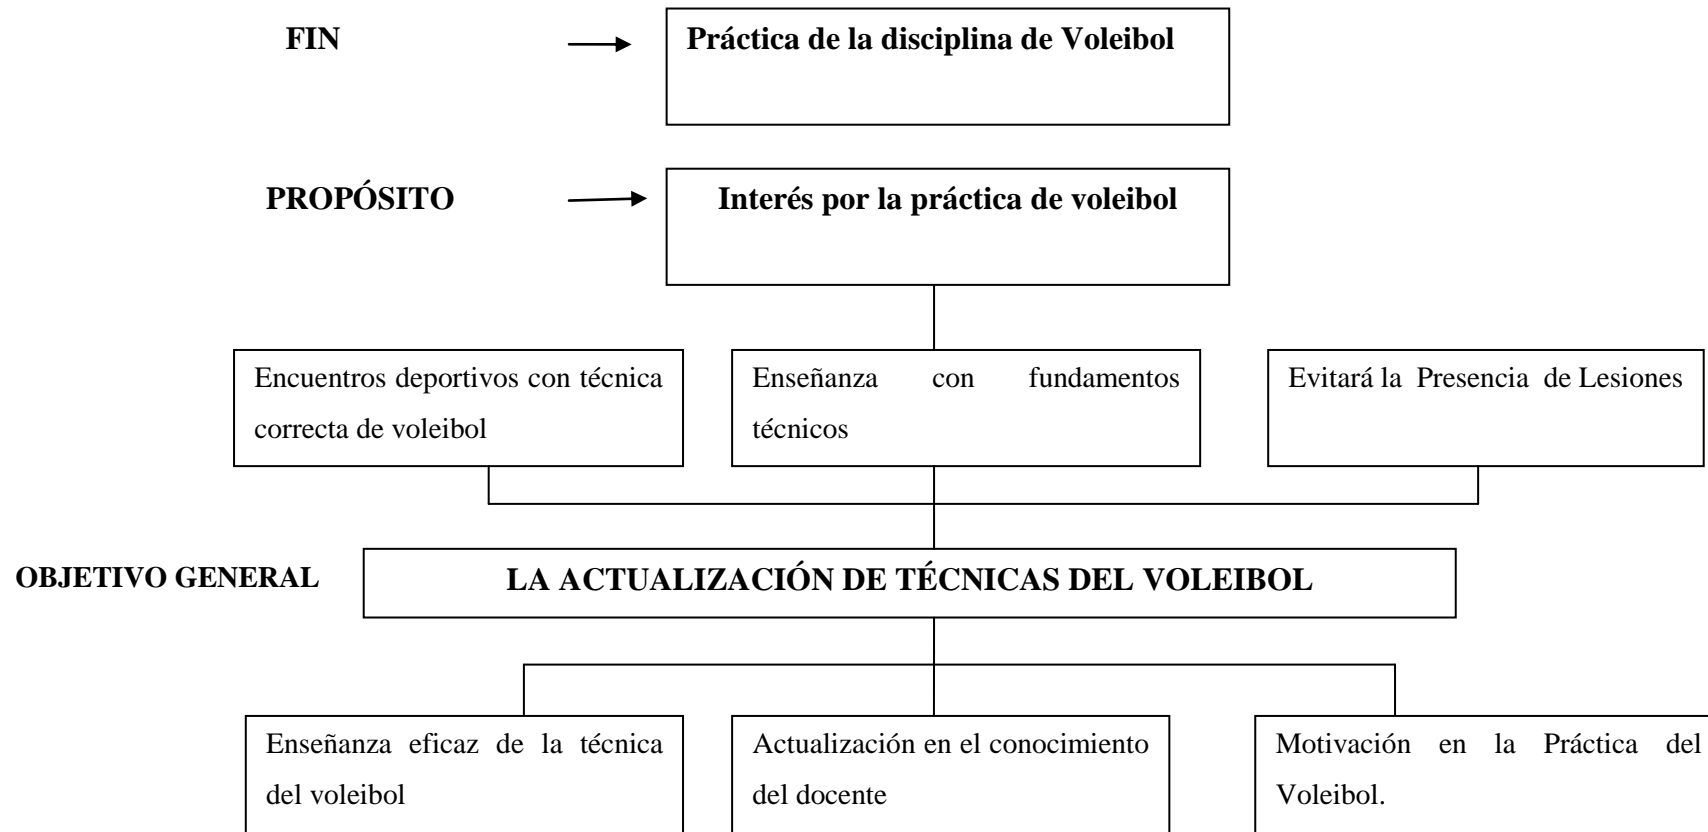 FIN
Práctica de la disciplina de Voleibol
PROPÓSITO
Interés por la práctica de voleibol
Encuentros deportivos con técnica
correcta de voleibol
Enseñanza con fundamentos
técnicos
Evitará la Presencia de Lesiones
OBJETIVO GENERAL
LA ACTUALIZACIÓN DE TÉCNICAS DEL VOLEIBOL
Enseñanza eficaz de la técnica
del voleibol
Actualización en el conocimiento
del docente
Motivación en la Práctica del
Voleibol.